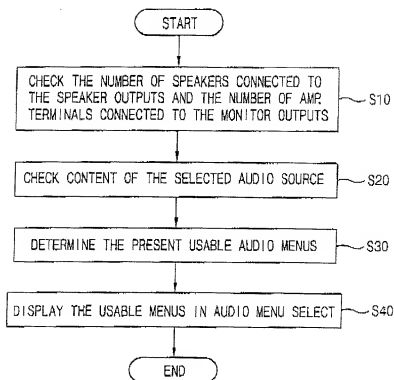 START
CHECK THE NUMBER OF SPEAKERS CONNECTED TO
THE SPEAKER OUTPUTS AND THE NUMBER OF AMP.
TERMINALS CONNECTED TO THE MONITOR OUTPUTS
S10
CHECK CONTENT OF THE SELECTED AUDIO SOURCE
S20
DETERMINE THE PRESENT USABLE AUDIO MENUS
S30
DISPLAY THE USABLE MENUS IN AUDIO MENU SELECT
S40
END